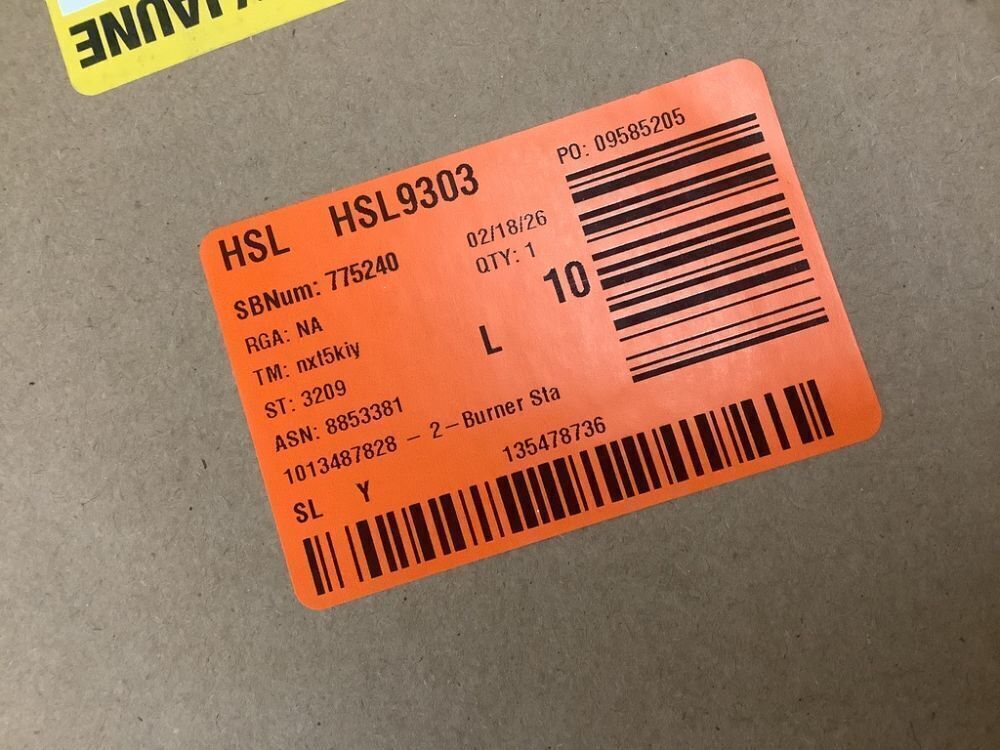 JAUNE
HSL HSL9303
PO: 09585205
SBNum: 775240
02/18/26
RGA: NA
QTY: 1
TM: nxt5kiy
10
ST: 3209
L
ASN: 8853381
1013487828 - 2-Burner Sta
SL Y
135478736